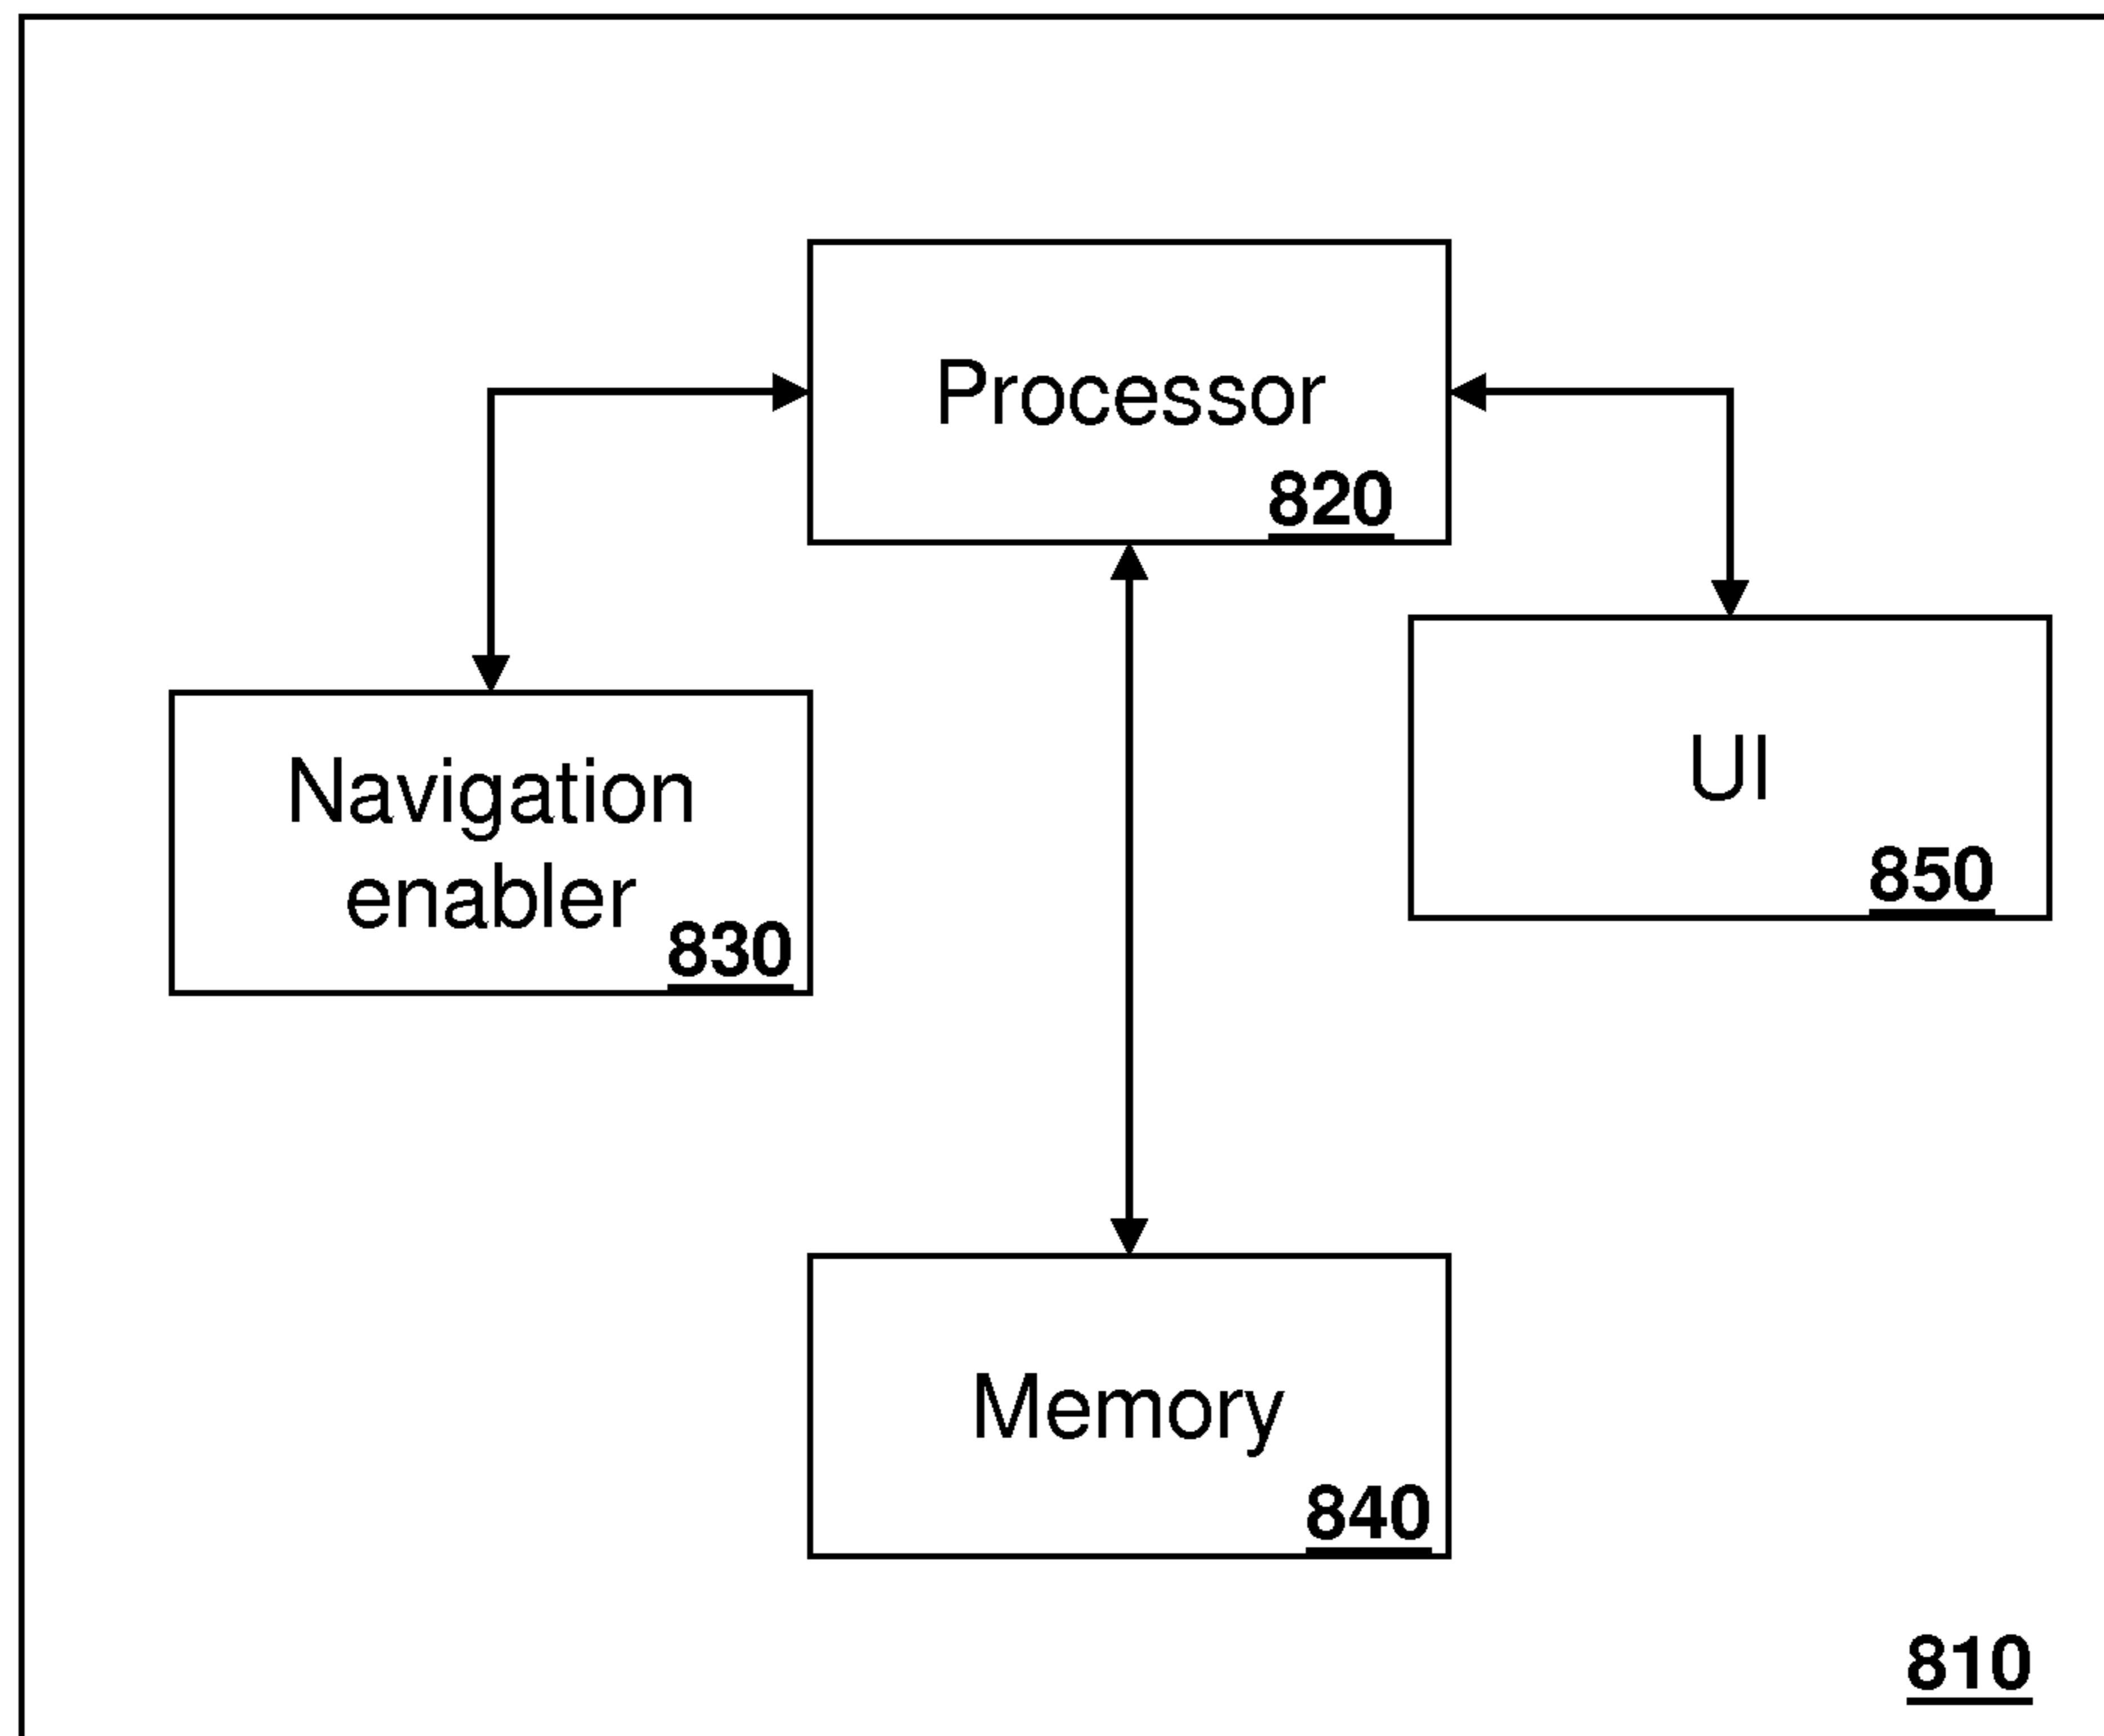 Processor
820
Navigation
enabler
830
UI
850
Memory
840
810